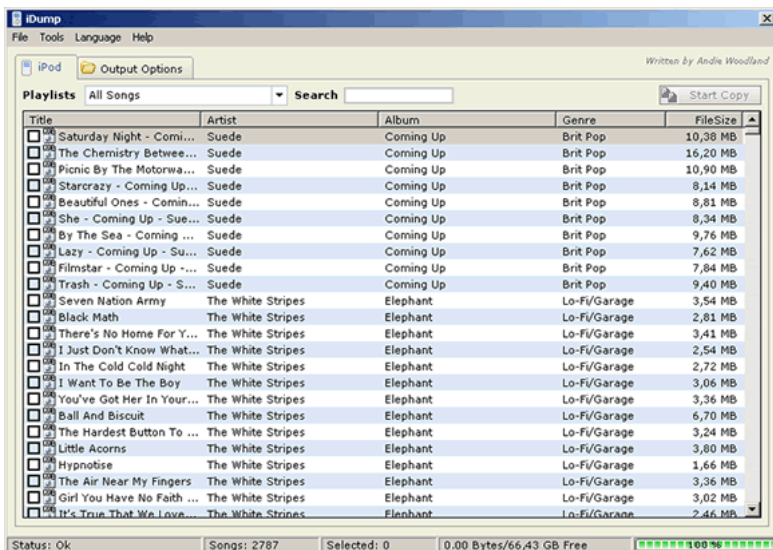 iDump
File Tools Language Help
iPod Output Options Written by Andie Woodland
Playlists All Songs Search Start Copy
Title Artist Album Genre FileSize
Saturday Night - Comi... Suede Coming Up Brit Pop 10,38 MB
The Chemistry Betwee... Suede Coming Up Brit Pop 16,20 MB
Picnic By The Motorwa... Suede Coming Up Brit Pop 10,90 MB
Starcrazy - Coming Up... Suede Coming Up Brit Pop 8,14 MB
Beautiful Ones - Comin... Suede Coming Up Brit Pop 8,81 MB
She - Coming Up - Sue... Suede Coming Up Brit Pop 8,34 MB
By The Sea - Coming ... Suede Coming Up Brit Pop 9,76 MB
Lazy - Coming Up - Su... Suede Coming Up Brit Pop 7,62 MB
Filmstar - Coming Up -... Suede Coming Up Brit Pop 7,84 MB
Trash - Coming Up - S... Suede Coming Up Brit Pop 9,40 MB
Seven Nation Army The White Stripes Elephant Lo-Fi/Garage 3,54 MB
Black Math The White Stripes Elephant Lo-Fi/Garage 2,81 MB
There's No Home For Y... The White Stripes Elephant Lo-Fi/Garage 3,41 MB
I Just Don't Know What... The White Stripes Elephant Lo-Fi/Garage 2,54 MB
In The Cold Cold Night The White Stripes Elephant Lo-Fi/Garage 2,72 MB
I Want To Be The Boy The White Stripes Elephant Lo-Fi/Garage 3,06 MB
You've Got Her In Your... The White Stripes Elephant Lo-Fi/Garage 3,36 MB
Ball And Biscuit The White Stripes Elephant Lo-Fi/Garage 6,70 MB
The Hardest Button To ... The White Stripes Elephant Lo-Fi/Garage 3,24 MB
Little Acorns The White Stripes Elephant Lo-Fi/Garage 3,80 MB
Hypnotise The White Stripes Elephant Lo-Fi/Garage 1,66 MB
The Air Near My Fingers The White Stripes Elephant Lo-Fi/Garage 3,36 MB
Girl You Have No Faith ... The White Stripes Elephant Lo-Fi/Garage 3,02 MB
It's True That We Love... The White Stripes Elephant Lo-Fi/Garage 2,46 MB
Status: Ok Songs: 2787 Selected: 0 0.00 Bytes/66,43 GB Free 100 %